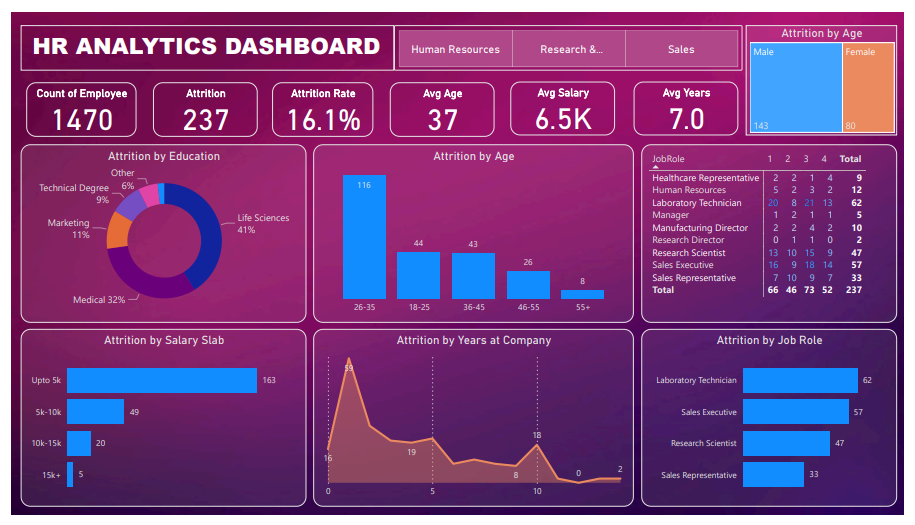 HR ANALYTICS DASHBOARD
Human Resources
Research &...
Sales
Attrition by Age
Male
Female
143
80
Count of Employee
1470
Attrition
237
Attrition Rate
16.1%
Avg Age
37
Avg Salary
6.5K
Avg Years
7.0
Attrition by Education
Other
6%
Technical Degree
9%
Marketing
11%
Life Sciences
41%
Medical 32%
Attrition by Age
116
44
43
26
8
26-35 18-25 36-45 46-55 55+
JobRole 1 2 3 4 Total
Healthcare Representative 2 2 1 4 9
Human Resources 5 2 3 2 12
Laboratory Technician 20 8 21 13 62
Manager 1 2 1 1 5
Manufacturing Director 2 2 4 2 10
Research Director 0 1 1 0 2
Research Scientist 13 10 15 9 47
Sales Executive 16 9 18 14 57
Sales Representative 7 10 9 7 33
Total 66 46 73 52 237
Attrition by Salary Slab
Upto 5k 163
5k-10k 49
10k-15k 20
15k+ 5
Attrition by Years at Company
59
16
19
18
8
0
2
0 5 10
Attrition by Job Role
Laboratory Technician 62
Sales Executive 57
Research Scientist 47
Sales Representative 33